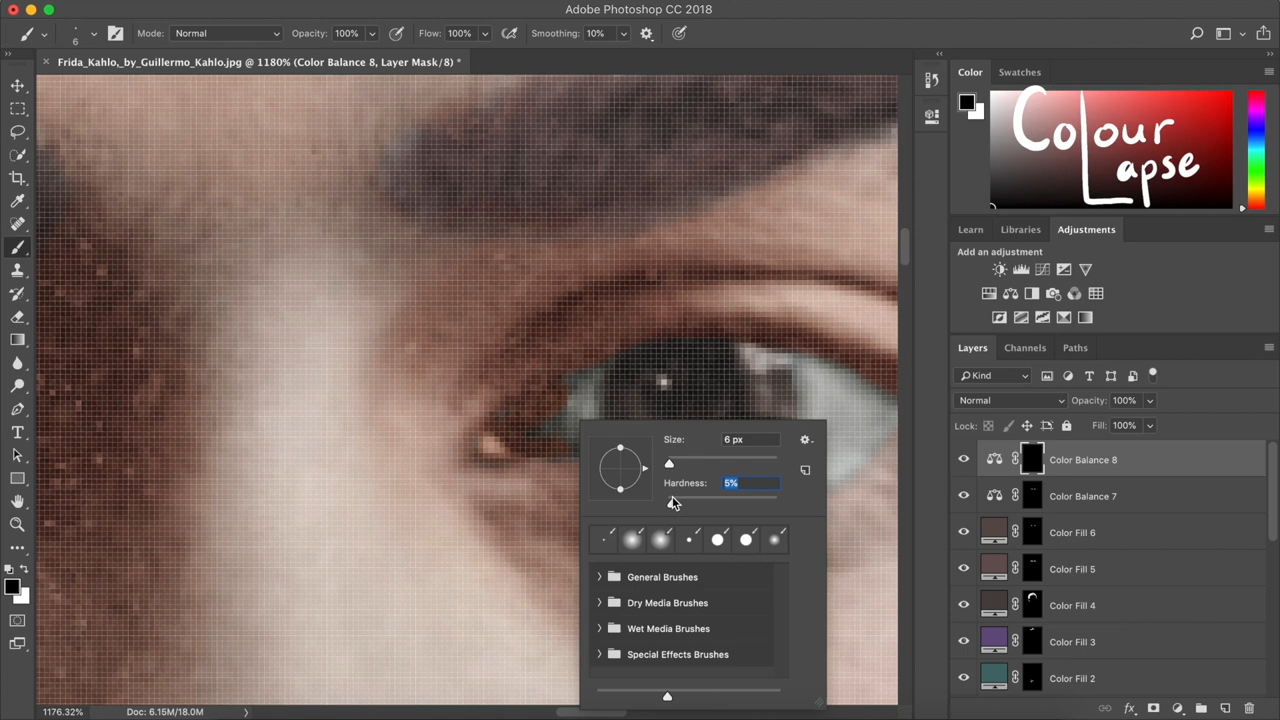 Adobe Photoshop CC 2018
6
Mode: Normal
Opacity: 100%
Flow: 100%
Smoothing: 10%
Frida_Kahlo,_by_Guillermo_Kahlo.jpg @ 1180% (Color Balance 8, Layer Mask/8) *
Color
Swatches
Colour
Lapse
Learn
Libraries
Adjustments
Add an adjustment
Layers
Channels
Paths
Kind
Normal
Opacity: 100%
Lock:
Fill: 100%
Color Balance 8
Color Balance 7
Color Fill 6
Color Fill 5
Color Fill 4
Color Fill 3
Color Fill 2
Size: 6 px
Hardness: 5%
General Brushes
Dry Media Brushes
Wet Media Brushes
Special Effects Brushes
1176.32%
Doc: 6.15M/18.0M
fx